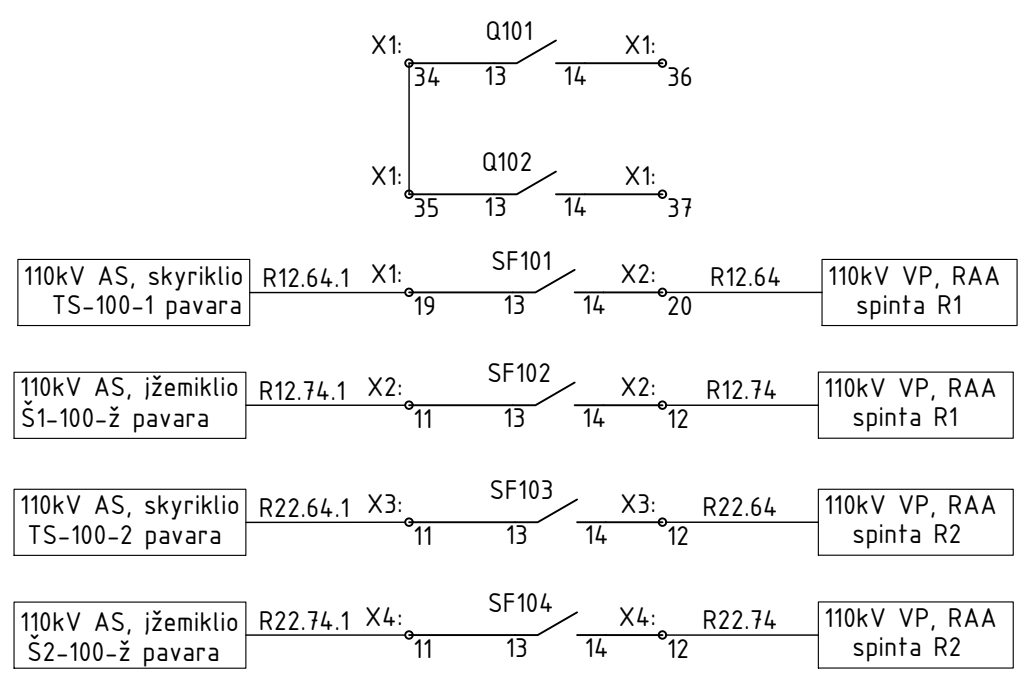 Q101
X1: X1:
34 13 14 36
Q102
X1: X1:
35 13 14 37
SF101
110kV AS, skyriklio R12.64.1 X1: X2: R12.64 110kV VP, RAA
TS-100-1 pavara 19 13 14 20 spinta R1
SF102
110kV AS, įžemiklio R12.74.1 X2: X2: R12.74 110kV VP, RAA
Š1-100-ž pavara 11 13 14 12 spinta R1
SF103
110kV AS, skyriklio R22.64.1 X3: X3: R22.64 110kV VP, RAA
TS-100-2 pavara 11 13 14 12 spinta R2
SF104
110kV AS, įžemiklio R22.74.1 X4: X4: R22.74 110kV VP, RAA
Š2-100-ž pavara 11 13 14 12 spinta R2